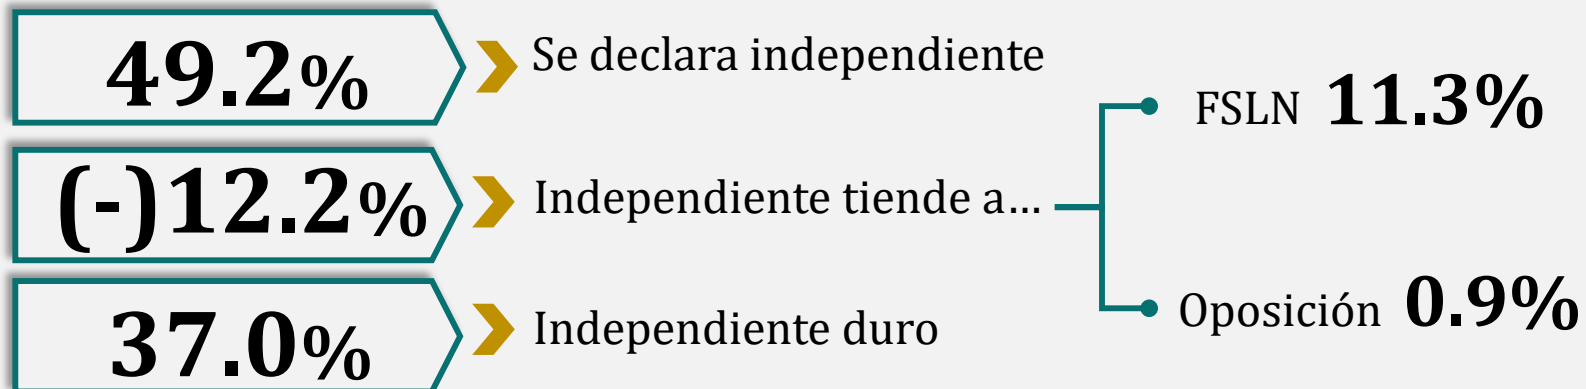 49.2% Se declara independiente
FSLN 11.3%
(-)12.2% Independiente tiende a...
Oposición 0.9%
37.0% Independiente duro